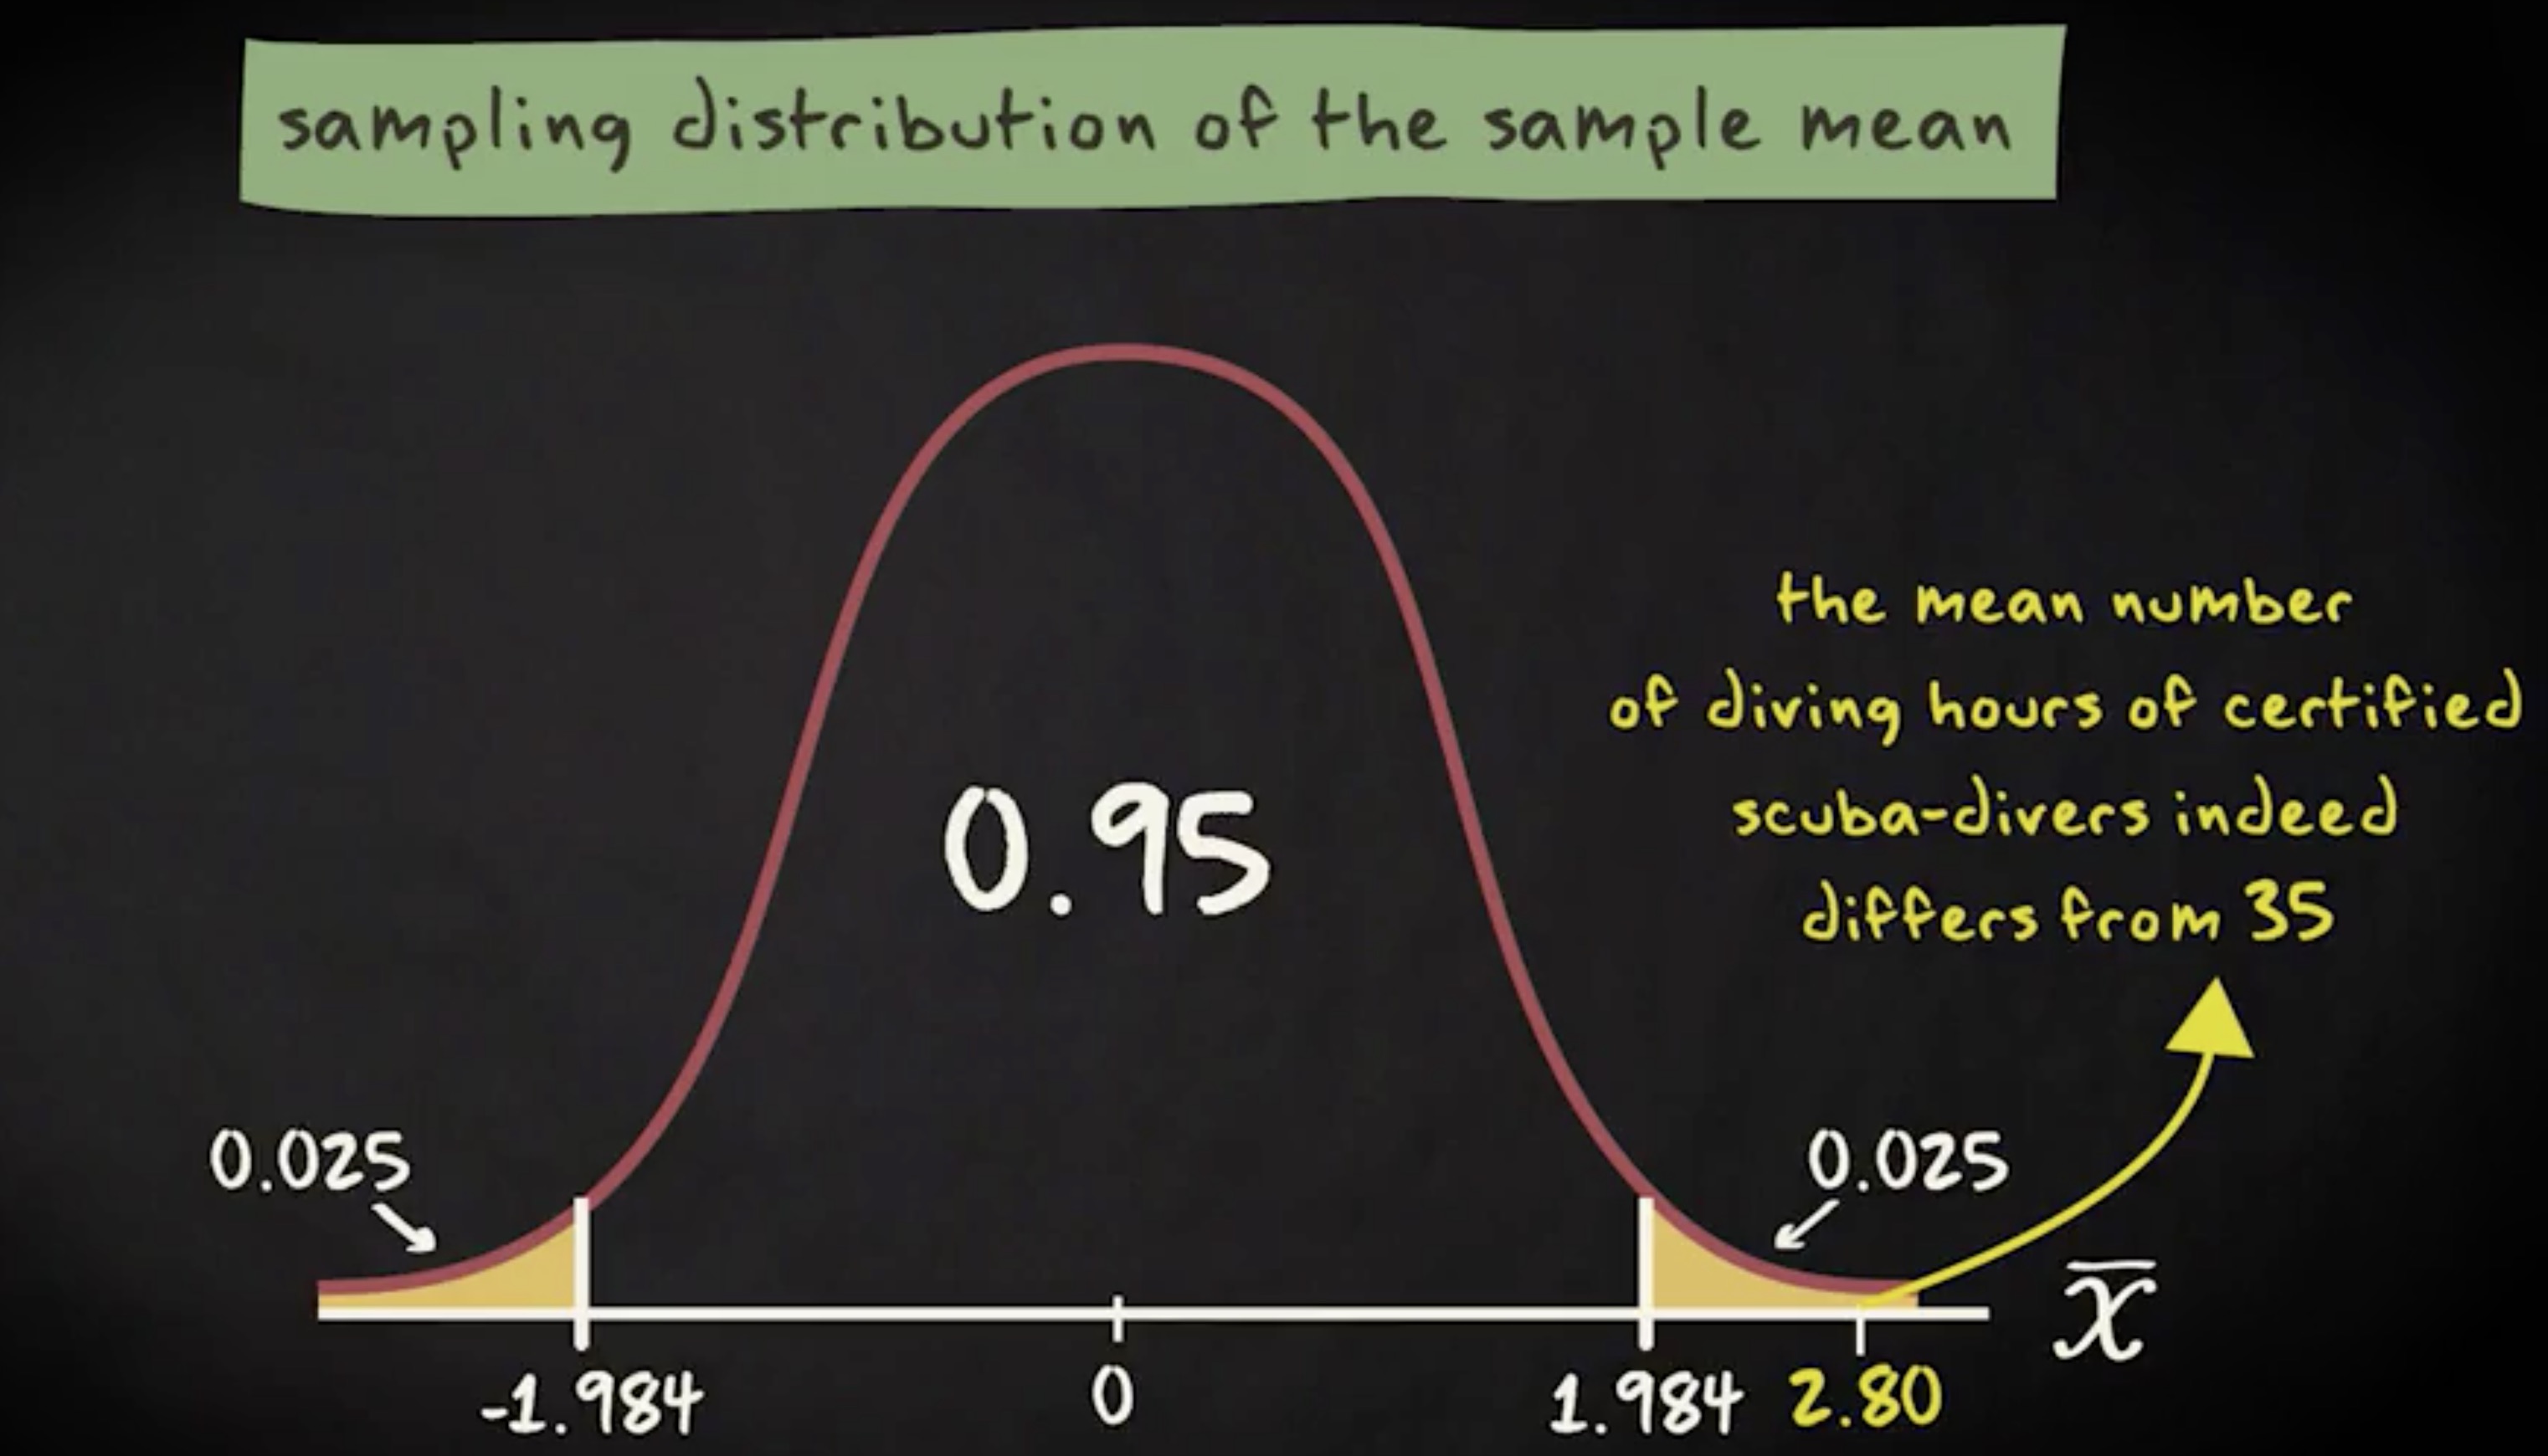 sampling distribution of the sample mean
the mean number
of diving hours of certified
scuba-divers indeed
differs from 35
0.95
0.025
0.025
x̄
-1.984
0
1.984
2.80